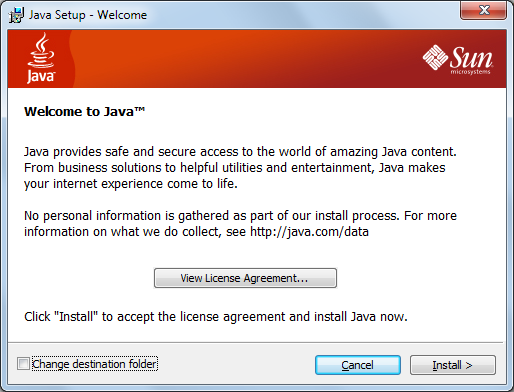 Java Setup - Welcome
Java™
Sun
microsystems
Welcome to Java™
Java provides safe and secure access to the world of amazing Java content.
From business solutions to helpful utilities and entertainment, Java makes
your internet experience come to life.
No personal information is gathered as part of our install process. For more
information on what we do collect, see http://java.com/data
View License Agreement...
Click "Install" to accept the license agreement and install Java now.
Change destination folder
Cancel
Install >